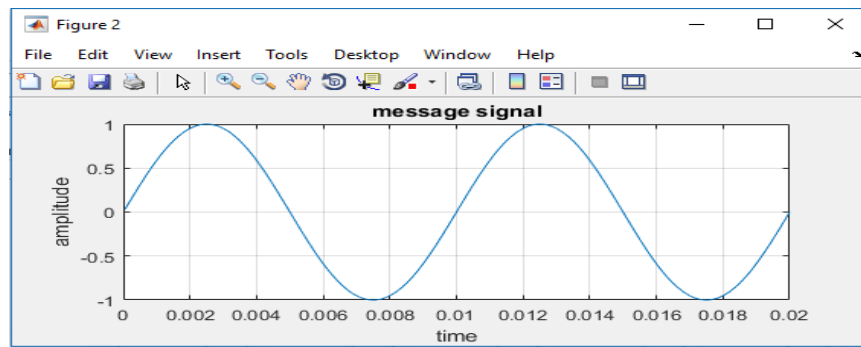 Figure 2
File Edit View Insert Tools Desktop Window Help
message signal
1
0.5
0
-0.5
-1
amplitude
0 0.002 0.004 0.006 0.008 0.01 0.012 0.014 0.016 0.018 0.02
time